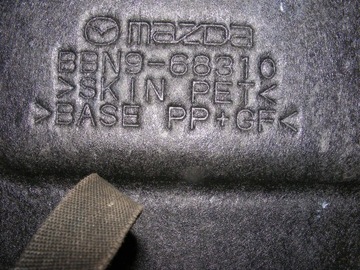 mazda
BBN9-68310
>SKIN PET<
>BASE PP+GF<